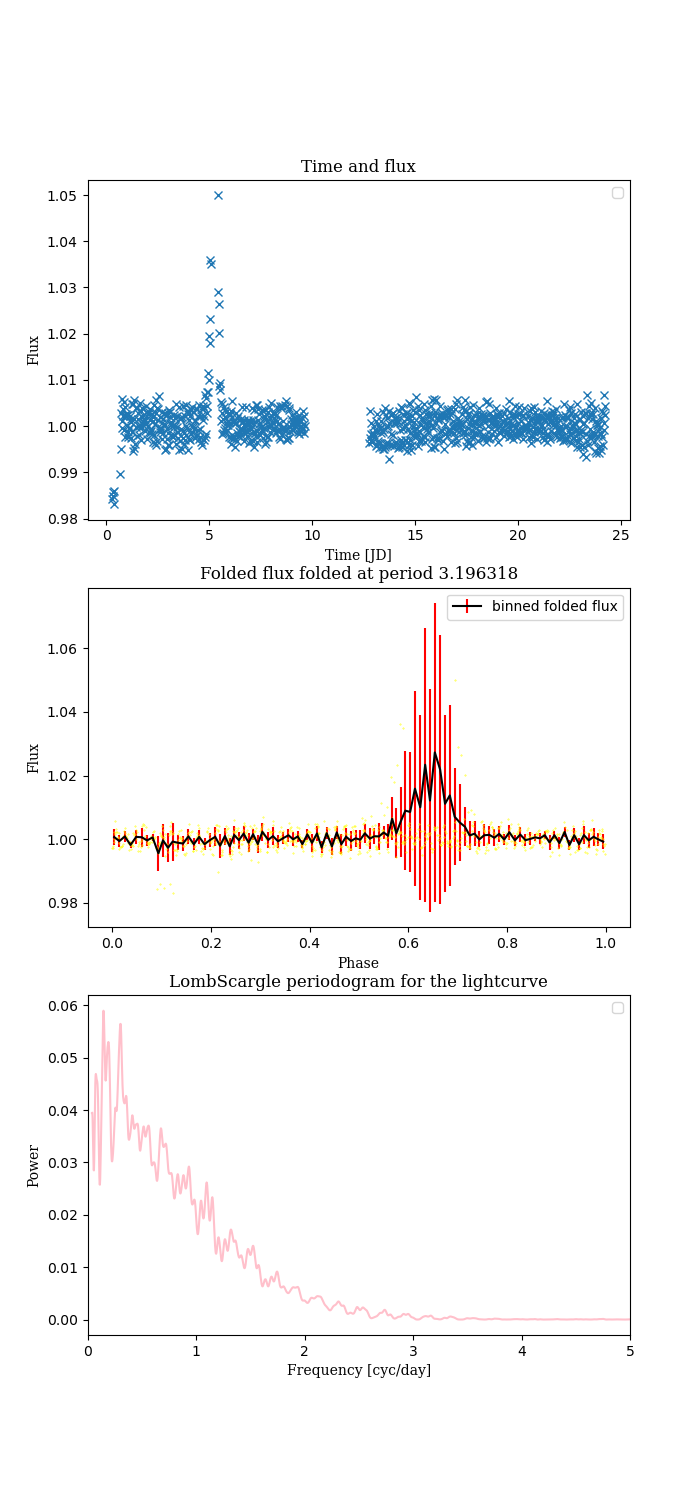 Time and flux
1.05
1.04
1.03
1.02
1.01
1.00
0.99
0.98
Flux
0 5 10 15 20 25
Time [JD]
Folded flux folded at period 3.196318
binned folded flux
1.06
1.04
1.02
1.00
0.98
Flux
0.0 0.2 0.4 0.6 0.8 1.0
Phase
LombScargle periodogram for the lightcurve
0.06
0.05
0.04
0.03
0.02
0.01
0.00
Power
0 1 2 3 4 5
Frequency [cyc/day]